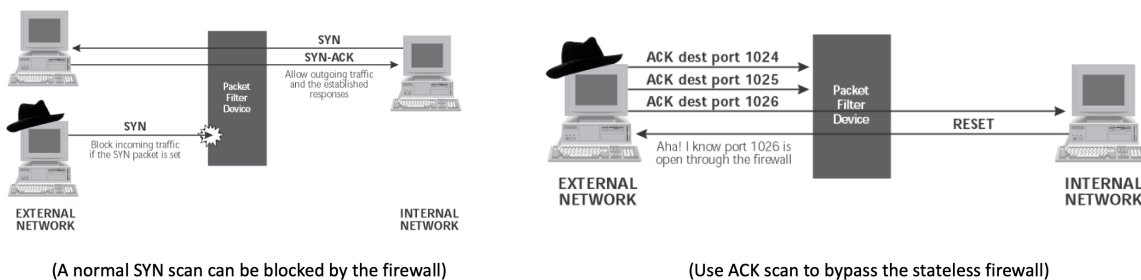 SYN
SYN-ACK
Allow outgoing traffic
and the established
responses
Packet
Filter
Device
SYN
Block incoming traffic
if the SYN packet is set
EXTERNAL
NETWORK
INTERNAL
NETWORK
(A normal SYN scan can be blocked by the firewall)
ACK dest port 1024
ACK dest port 1025
ACK dest port 1026
Packet
Filter
Device
RESET
Aha! I know port 1026 is
open through the firewall
EXTERNAL
NETWORK
INTERNAL
NETWORK
(Use ACK scan to bypass the stateless firewall)